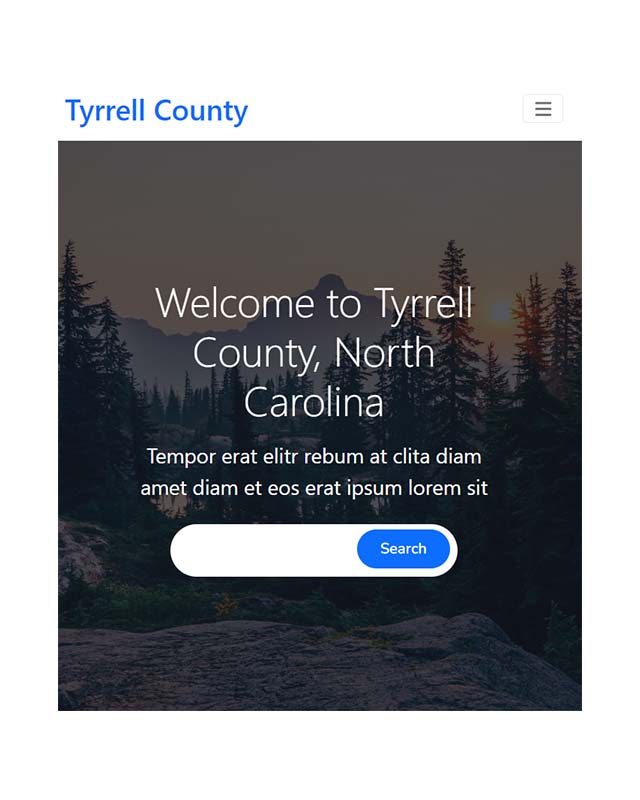 Tyrrell County
Welcome to Tyrrell
County, North
Carolina
Tempor erat elitr rebum at clita diam
amet diam et eos erat ipsum lorem sit
Search